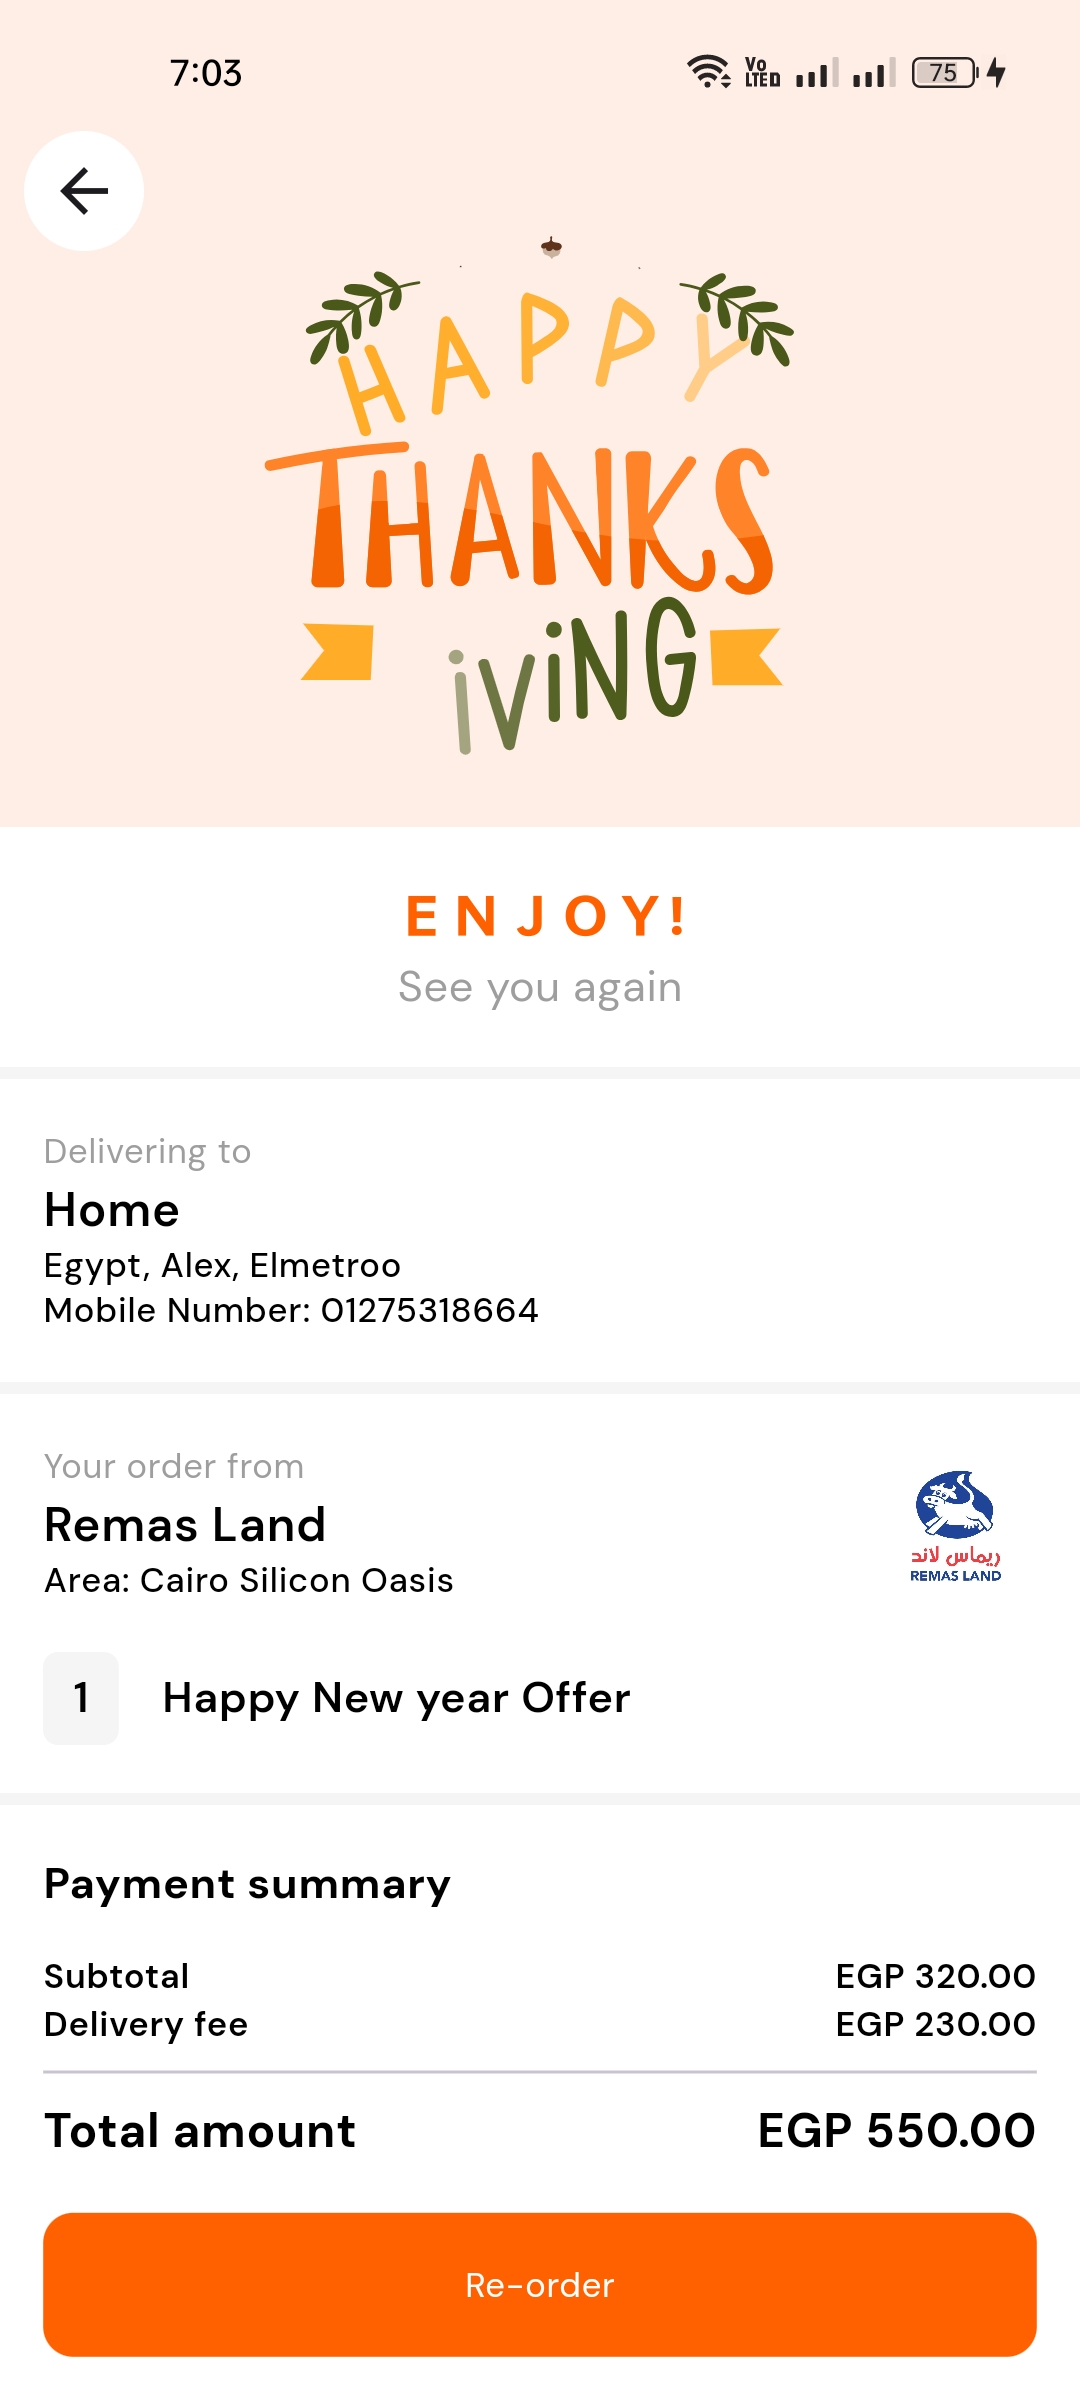 7:03
Vo
LTE
75
HAPPY
THANKS
iViNG
ENJOY!
See you again
Delivering to
Home
Egypt, Alex, Elmetroo
Mobile Number: 01275318664
Your order from
Remas Land
Area: Cairo Silicon Oasis
ريماس لاند
REMAS LAND
1 Happy New year Offer
Payment summary
Subtotal EGP 320.00
Delivery fee EGP 230.00
Total amount EGP 550.00
Re-order